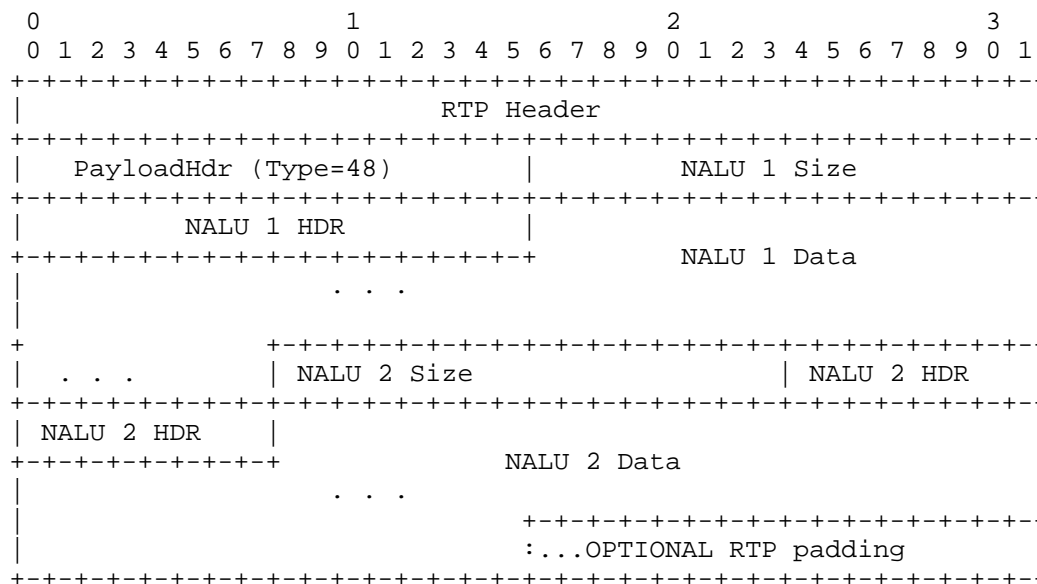 0                   1                   2                   3
 0 1 2 3 4 5 6 7 8 9 0 1 2 3 4 5 6 7 8 9 0 1 2 3 4 5 6 7 8 9 0 1
+-+-+-+-+-+-+-+-+-+-+-+-+-+-+-+-+-+-+-+-+-+-+-+-+-+-+-+-+-+-+-+-
|                          RTP Header
+-+-+-+-+-+-+-+-+-+-+-+-+-+-+-+-+-+-+-+-+-+-+-+-+-+-+-+-+-+-+-+-
|   PayloadHdr (Type=48)        |         NALU 1 Size
+-+-+-+-+-+-+-+-+-+-+-+-+-+-+-+-+-+-+-+-+-+-+-+-+-+-+-+-+-+-+-+-
|          NALU 1 HDR           |
+-+-+-+-+-+-+-+-+-+-+-+-+-+-+-+-+         NALU 1 Data
|                   . . .
|
+               +-+-+-+-+-+-+-+-+-+-+-+-+-+-+-+-+-+-+-+-+-+-+-+-
|  . . .        | NALU 2 Size                   | NALU 2 HDR
+-+-+-+-+-+-+-+-+-+-+-+-+-+-+-+-+-+-+-+-+-+-+-+-+-+-+-+-+-+-+-+-
| NALU 2 HDR    |
+-+-+-+-+-+-+-+-+              NALU 2 Data
|                   . . .
|                               +-+-+-+-+-+-+-+-+-+-+-+-+-+-+-+-
|                               :...OPTIONAL RTP padding
+-+-+-+-+-+-+-+-+-+-+-+-+-+-+-+-+-+-+-+-+-+-+-+-+-+-+-+-+-+-+-+-